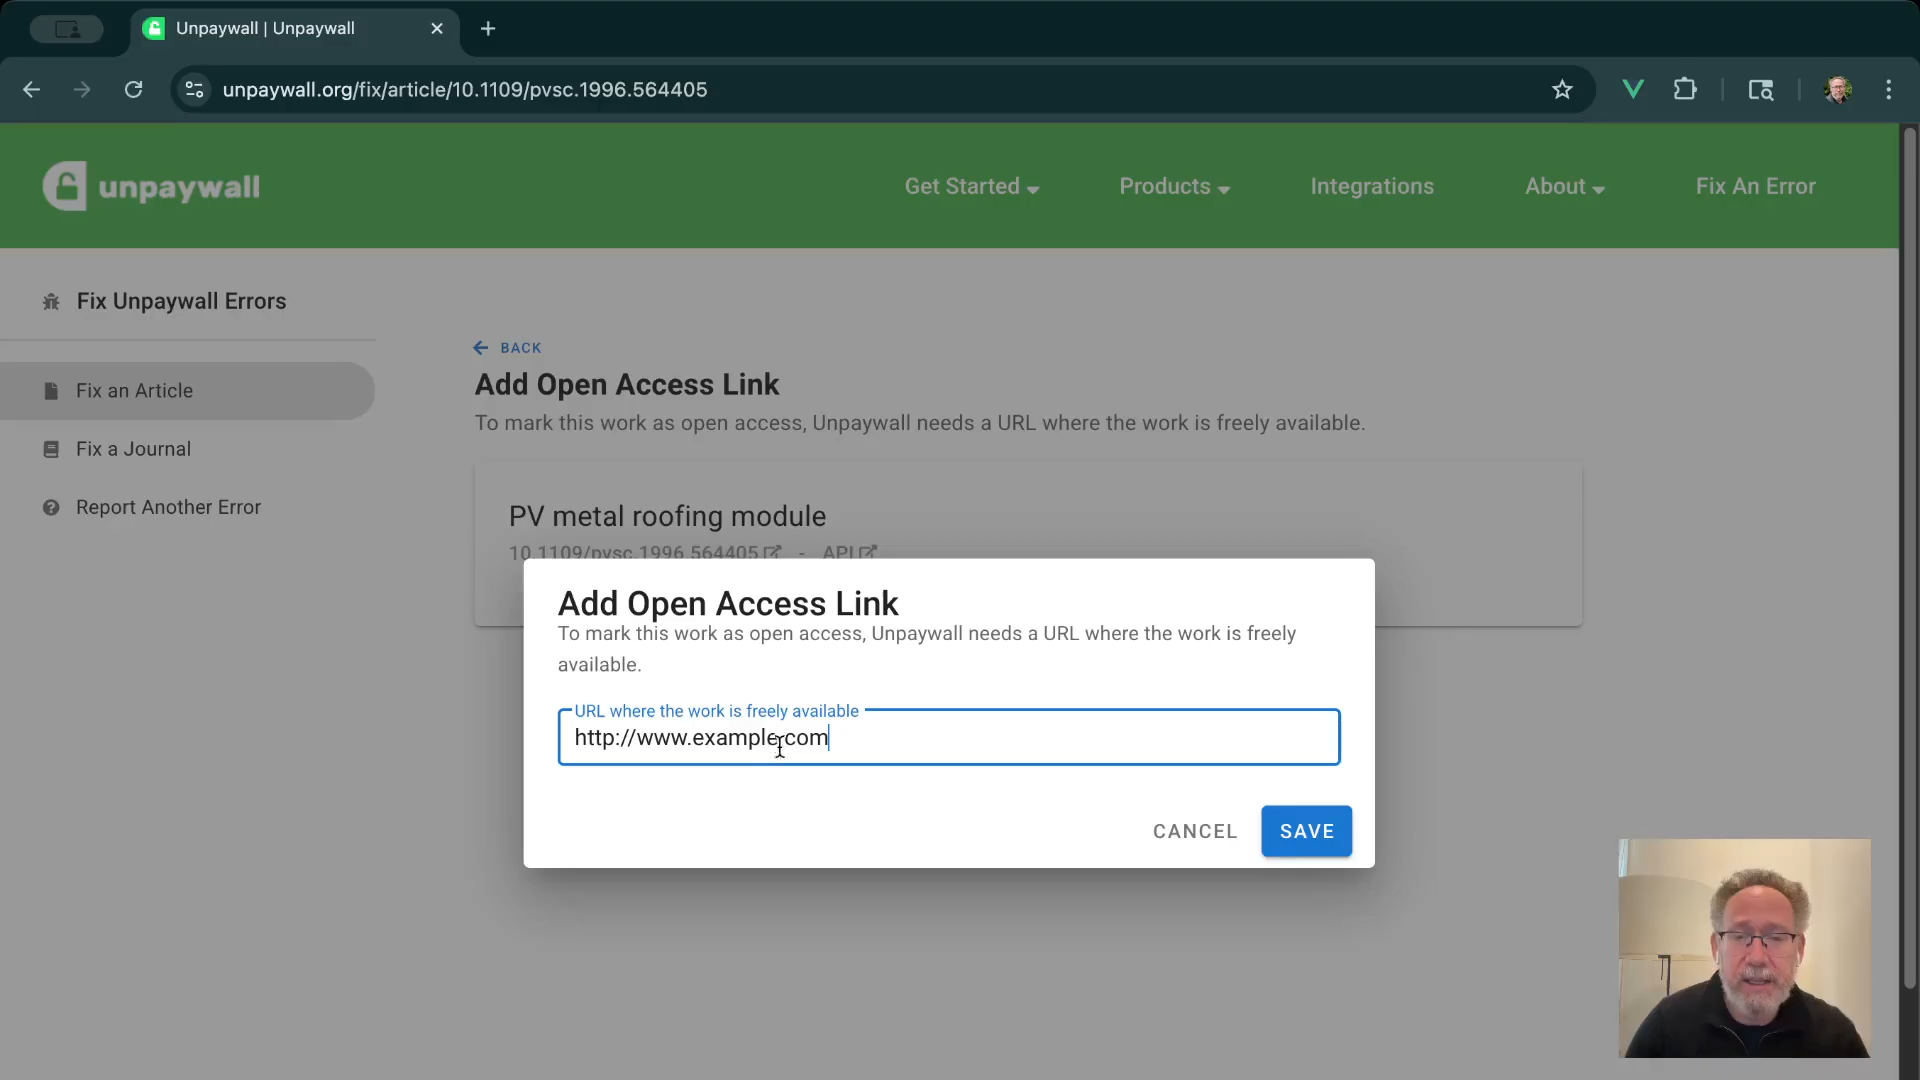 Unpaywall | Unpaywall
unpaywall.org/fix/article/10.1109/pvsc.1996.564405
unpaywall
Get Started
Products
Integrations
About
Fix An Error
Fix Unpaywall Errors
Fix an Article
Fix a Journal
Report Another Error
BACK
Add Open Access Link
To mark this work as open access, Unpaywall needs a URL where the work is freely available.
PV metal roofing module
10.1109/pvsc.1996.564405 - API
Add Open Access Link
To mark this work as open access, Unpaywall needs a URL where the work is freely
available.
URL where the work is freely available
http://www.example.com
CANCEL
SAVE